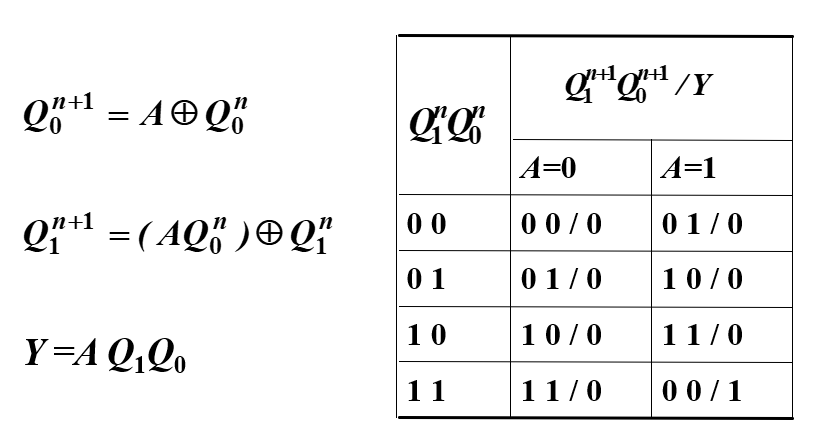 Q₀ⁿ⁺¹ = A ⊕ Q₀ⁿ
Q₁ⁿ⁺¹ = ( AQ₀ⁿ ) ⊕ Q₁ⁿ
Y =A Q₁Q₀
Q₁ⁿQ₀ⁿ
Q₁ⁿ⁺¹Q₀ⁿ⁺¹ / Y
A=0 A=1
0 0 0 0 / 0 0 1 / 0
0 1 0 1 / 0 1 0 / 0
1 0 1 0 / 0 1 1 / 0
1 1 1 1 / 0 0 0 / 1